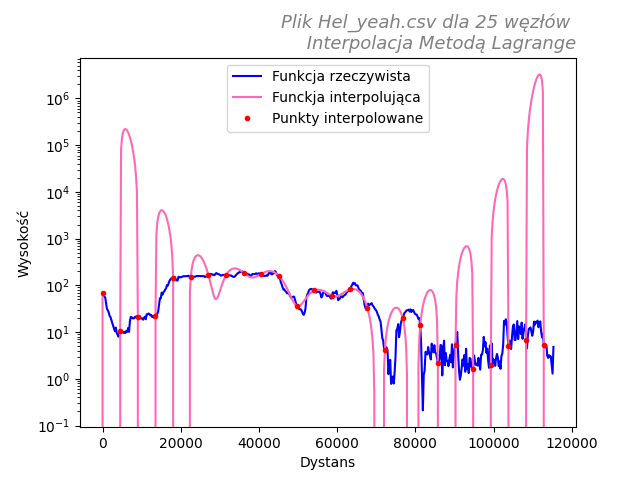 Plik Hel_yeah.csv dla 25 węzłów
Interpolacja Metodą Lagrange
Funkcja rzeczywista
Funckja interpolująca
Punkty interpolowane
Wysokość
10^6
10^5
10^4
10^3
10^2
10^1
10^0
10^-1
0 20000 40000 60000 80000 100000 120000
Dystans